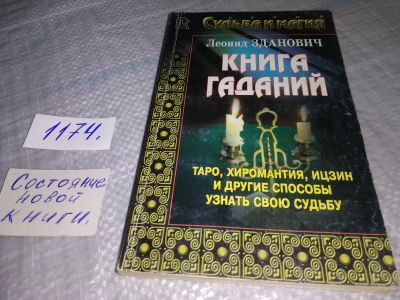 Судьба и магия
Леонид ЗДАНОВИЧ
КНИГА
ГАДАНИЙ
ТАРО, ХИРОМАНТИЯ, ИЦЗИН
И ДРУГИЕ СПОСОБЫ
УЗНАТЬ СВОЮ СУДЬБУ
1174.
Состояние
новой
книги.